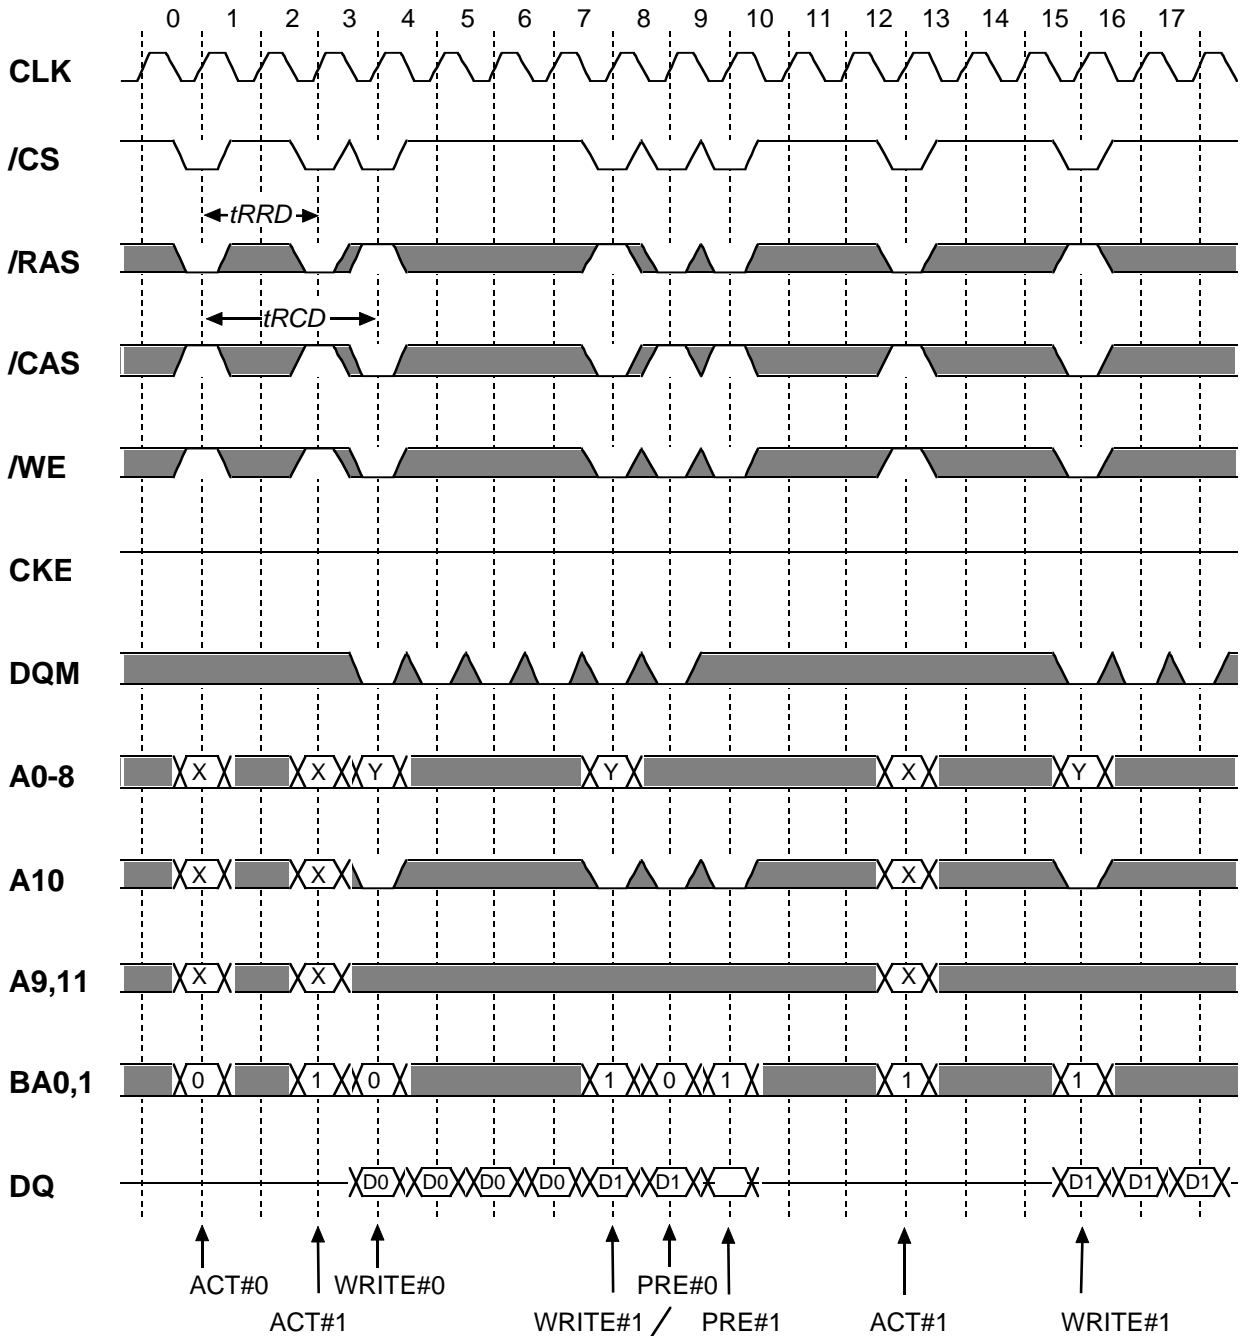 0 1 2 3 4 5 6 7 8 9 10 11 12 13 14 15 16 17
CLK
/CS
tRRD
/RAS
tRCD
/CAS
/WE
CKE
DQM
A0-8 X X Y Y X Y
A10 X X X
A9,11 X X X
BA0,1 0 1 0 1 0 1 1 1
DQ D0 D0 D0 D0 D1 D1 D1 D1 D1
ACT#0 WRITE#0 PRE#0
ACT#1 WRITE#1 PRE#1 ACT#1 WRITE#1